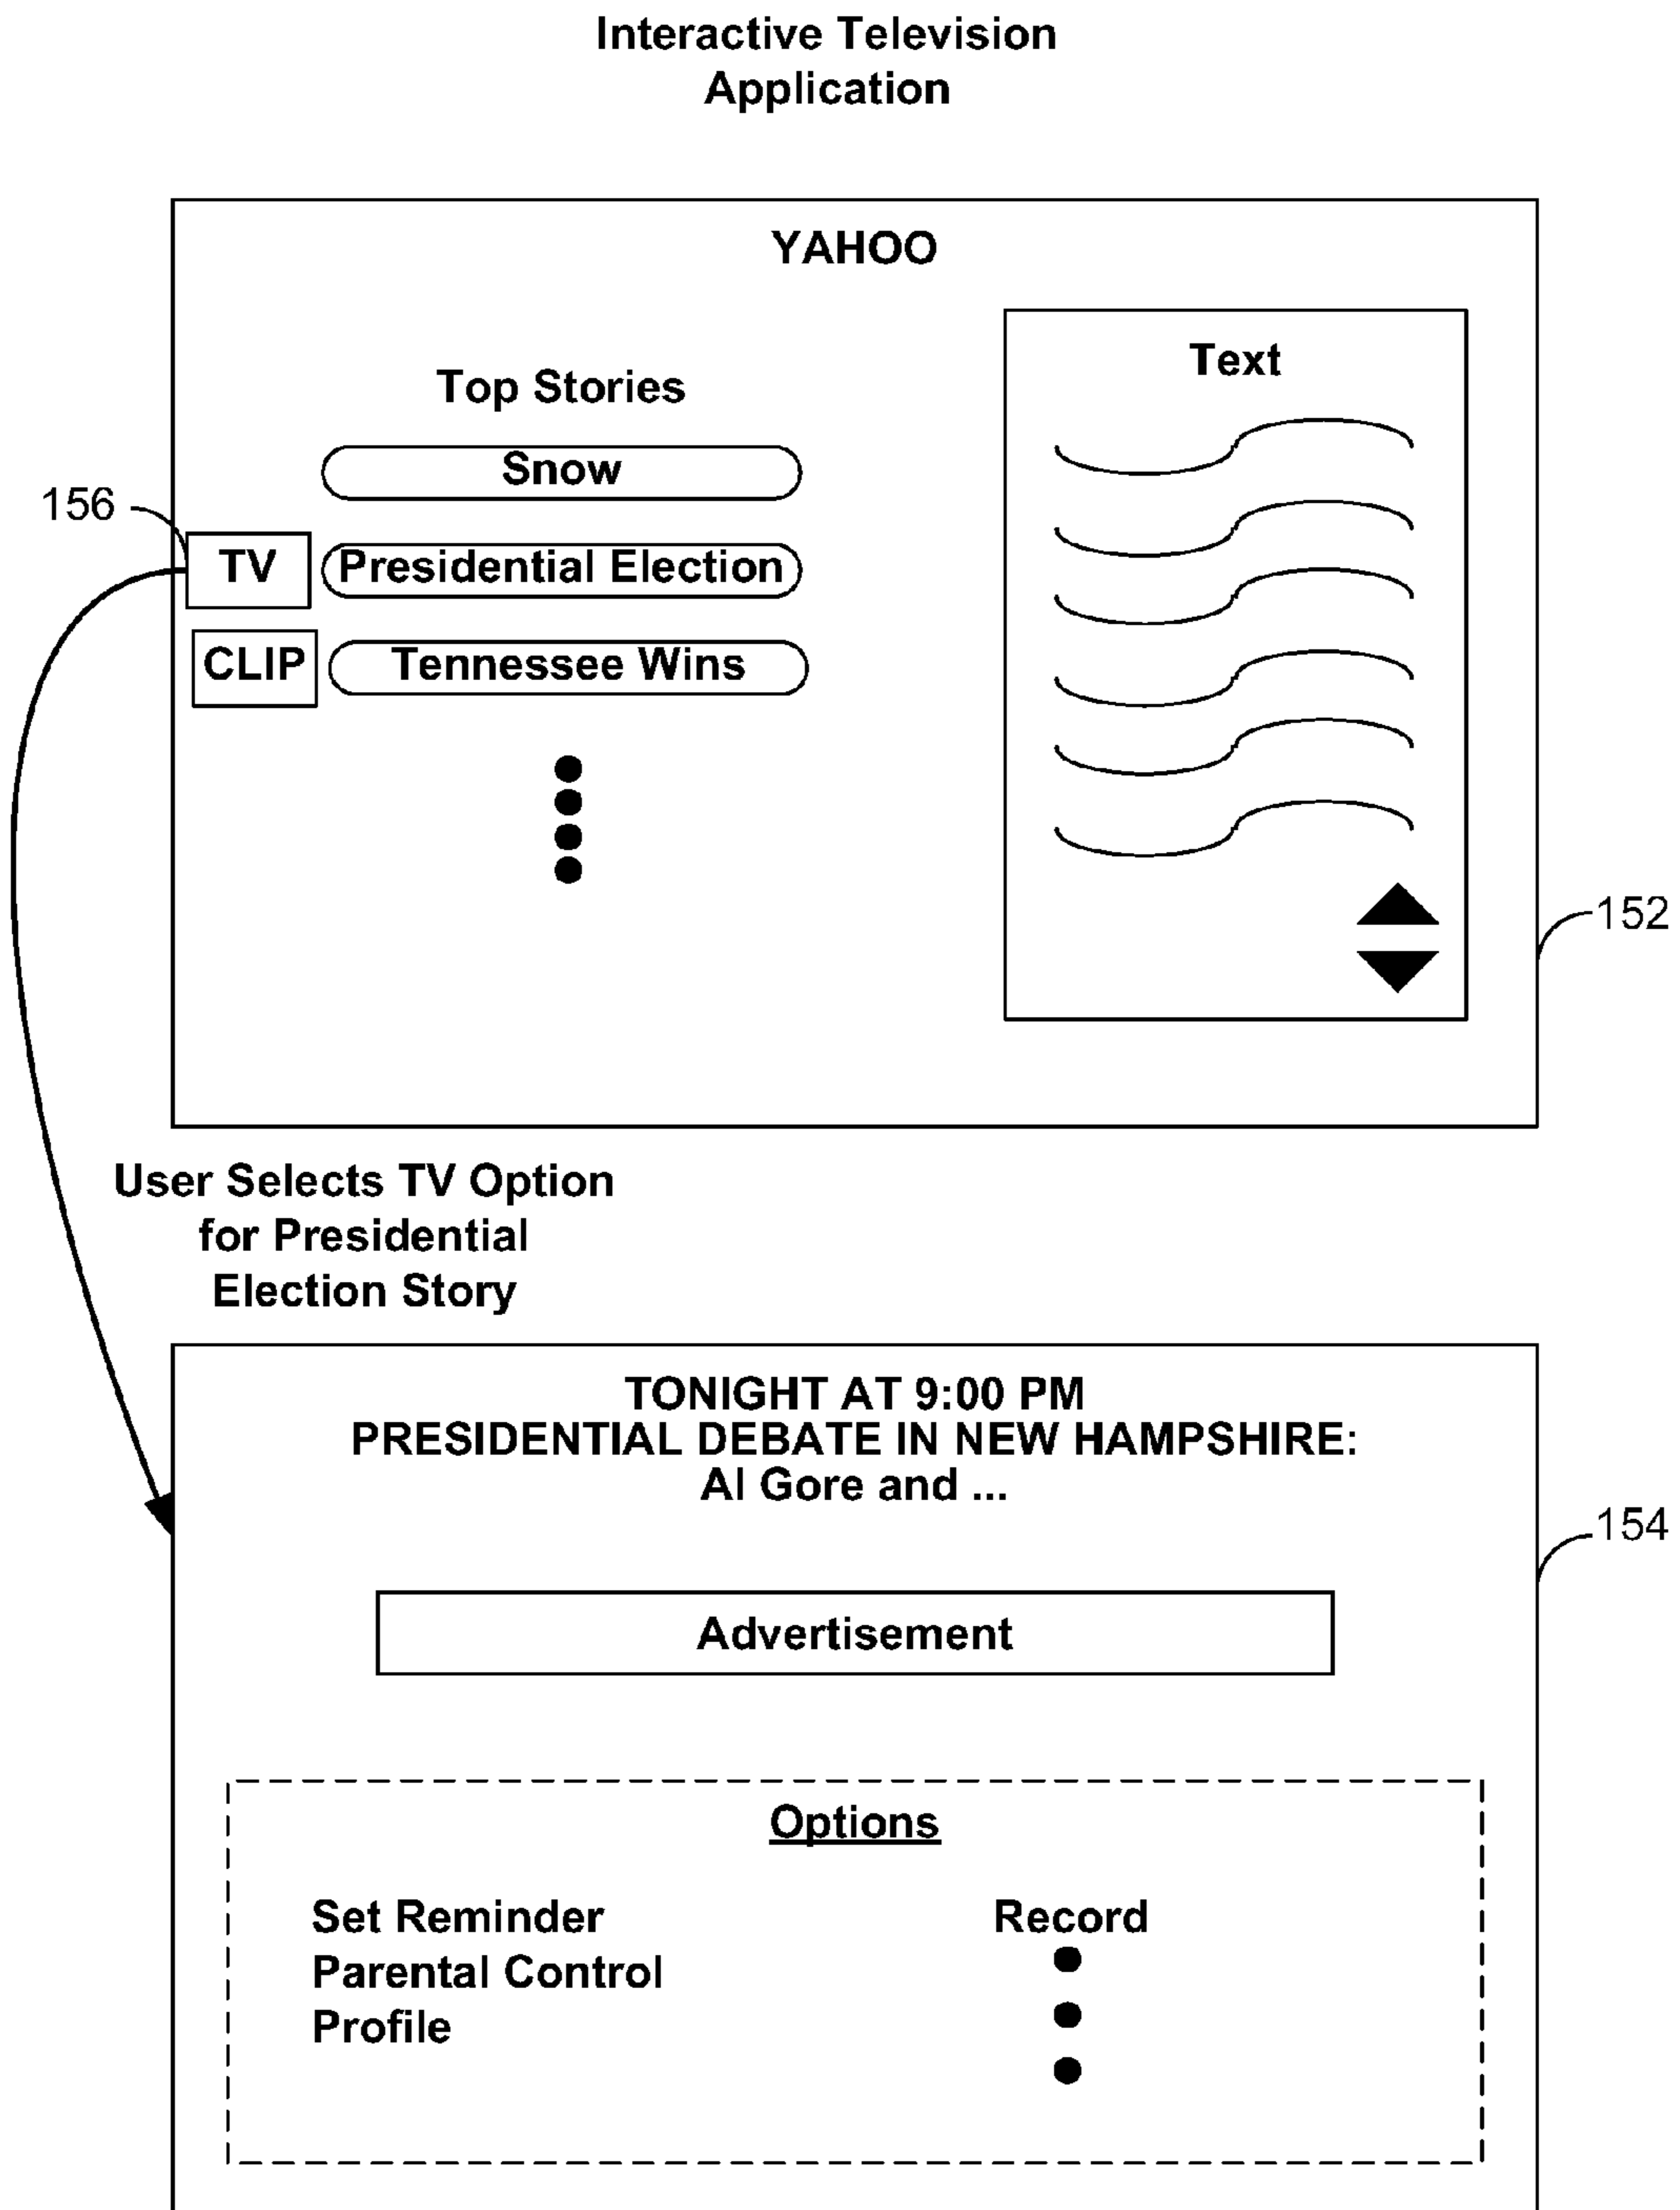 Interactive Television
Application
YAHOO
Top Stories
Snow
156
TV
Presidential Election
CLIP
Tennessee Wins
Text
152
User Selects TV Option
for Presidential
Election Story
TONIGHT AT 9:00 PM
PRESIDENTIAL DEBATE IN NEW HAMPSHIRE:
Al Gore and ...
154
Advertisement
Options
Set Reminder
Parental Control
Profile
Record